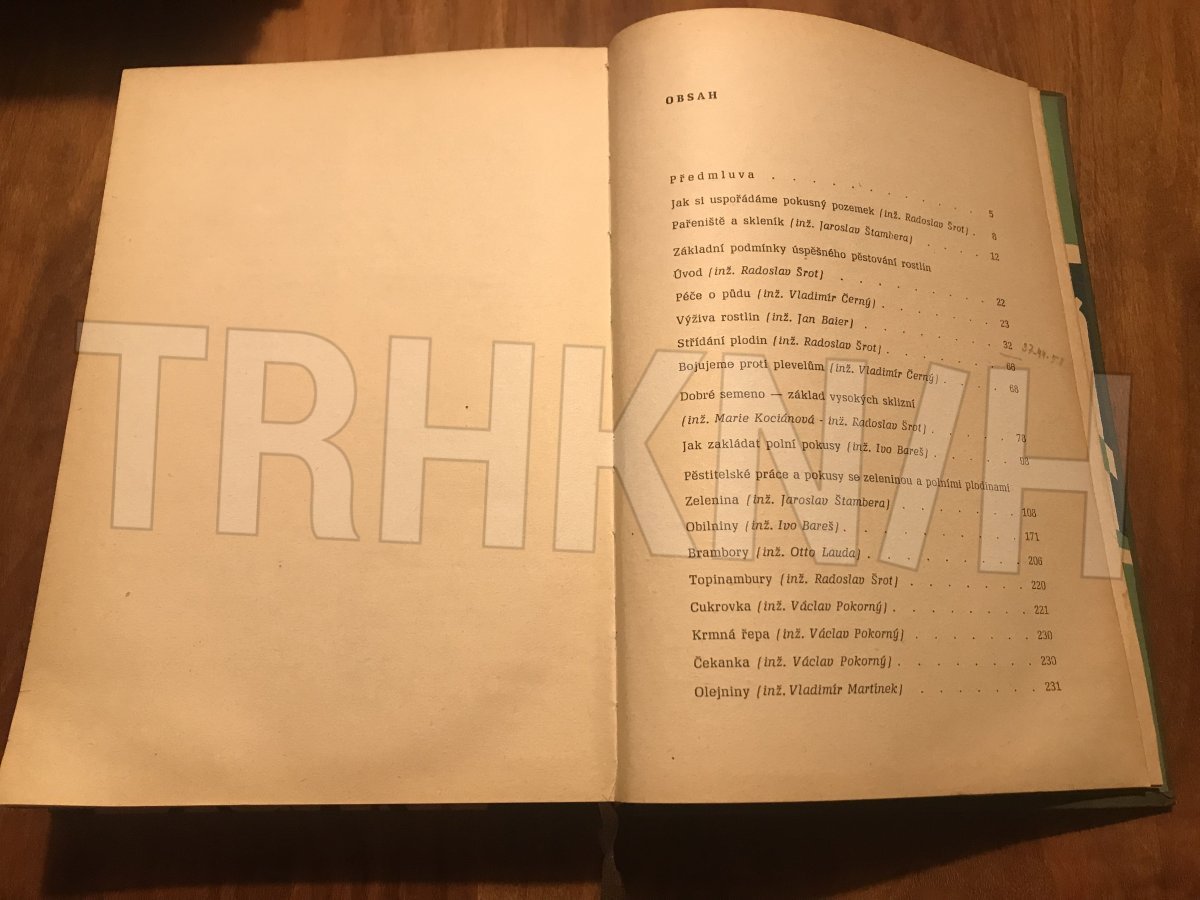 OBSAH
Předmluva . . . . . . . . . . . 5
Jak si uspořádáme pokusný pozemek (inž. Radoslav Šrot) . 8
Pařeniště a skleník (inž. Jaroslav Štambera) . . . . 12
Základní podmínky úspěšného pěstování rostlin
Úvod (inž. Radoslav Šrot) . . . . . . . . 22
Péče o půdu (inž. Vladimír Černý) . . . . . . 23
Výživa rostlin (inž. Jan Baier) . . . . . . . 32
Střídání plodin (inž. Radoslav Šrot) . . . . . . 66
Bojujeme proti plevelům (inž. Vladimír Černý) . . . . 68
Dobré semeno — základ vysokých sklizní
(inž. Marie Kociánová - inž. Radoslav Šrot) . . . . . 78
Jak zakládat polní pokusy (inž. Ivo Bareš) . . . . . 93
Pěstitelské práce a pokusy se zeleninou a polními plodinami
Zelenina (inž. Jaroslav Štambera) . . . . . . . 108
Obilniny (inž. Ivo Bareš) . . . . . . . . . 171
Brambory (inž. Otto Lauda) . . . . . . . . . 206
Topinambury (inž. Radoslav Šrot) . . . . . . . 220
Cukrovka (inž. Václav Pokorný) . . . . . . . 221
Krmná řepa (inž. Václav Pokorný) . . . . . . 230
Čekanka (inž. Václav Pokorný) . . . . . . . 230
Olejniny (inž. Vladimír Martínek) . . . . . . . 231
TRHKNIH